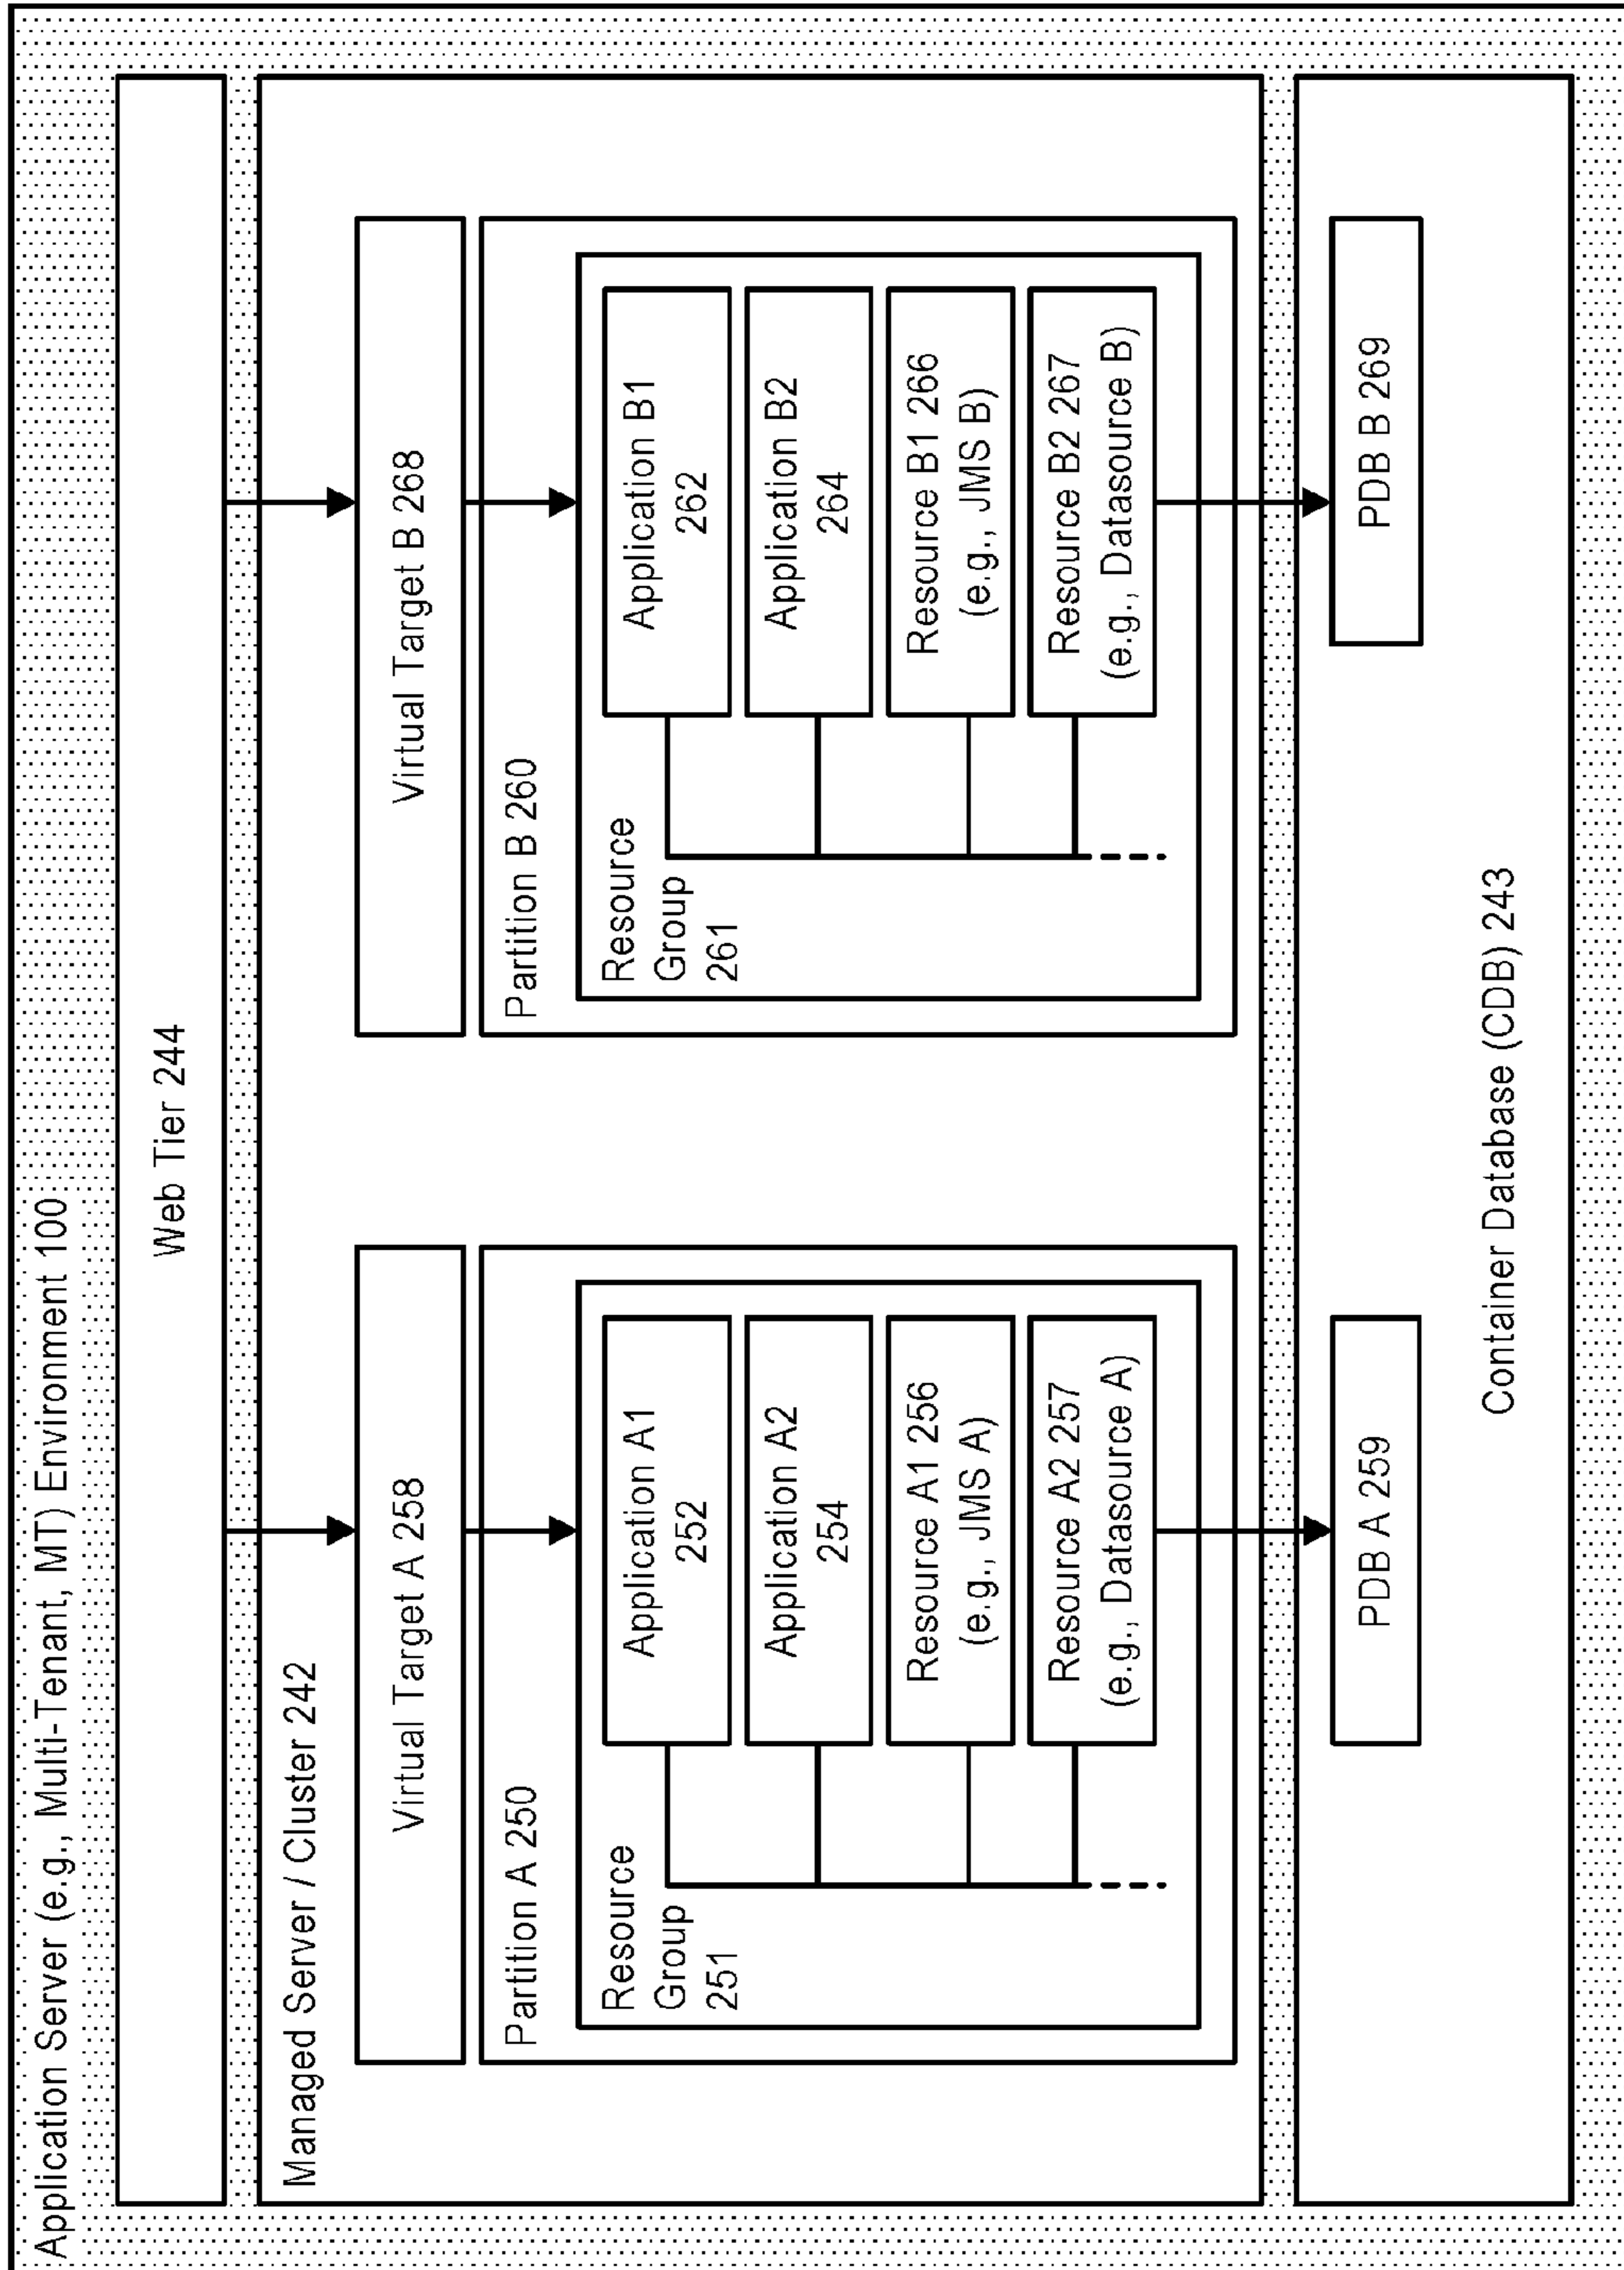 Application Server (e.g., Multi-Tenant, MT) Environment 100
Web Tier 244
Managed Server / Cluster 242
Virtual Target A 258
Partition A 250
Resource
Group
251
Application A1
252
Application A2
254
Resource A1 256
(e.g., JMS A)
Resource A2 257
(e.g., Datasource A)
Virtual Target B 268
Partition B 260
Resource
Group
261
Application B1
262
Application B2
264
Resource B1 266
(e.g., JMS B)
Resource B2 267
(e.g., Datasource B)
PDB A 259
PDB B 269
Container Database (CDB) 243